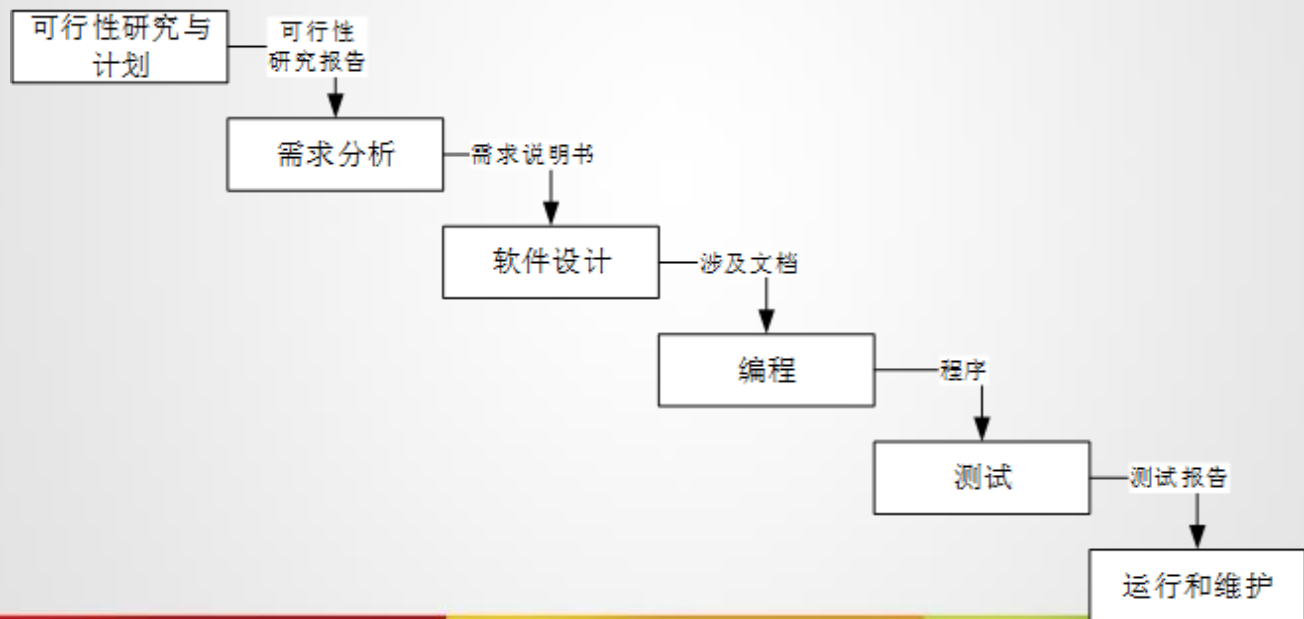 可行性研究与
计划
可行性
研究报告
需求分析
需求说明书
软件设计
涉及文档
编程
程序
测试
测试报告
运行和维护